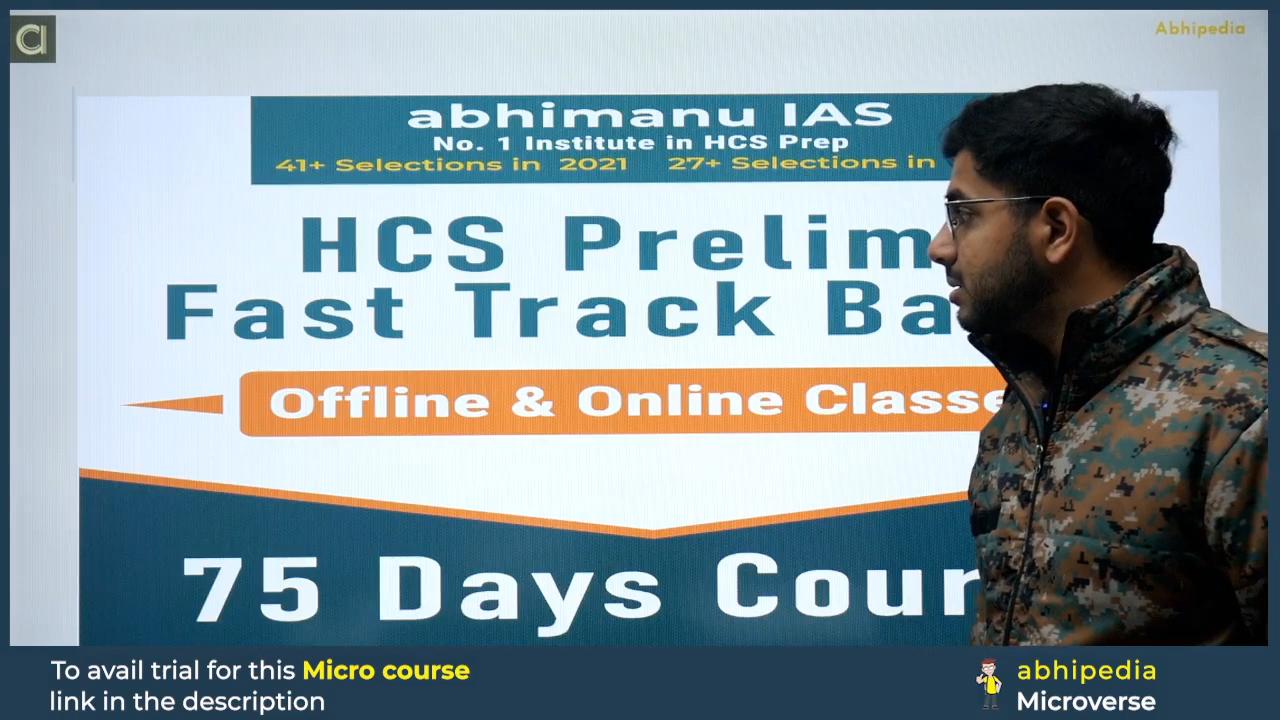 Abhipedia
abhimanu IAS
No. 1 Institute in HCS Prep
41+ Selections in 2021 27+ Selections in
HCS Prelim
Fast Track Ba
Offline & Online Classe
75 Days Cour
To avail trial for this Micro course
link in the description
abhipedia
Microverse